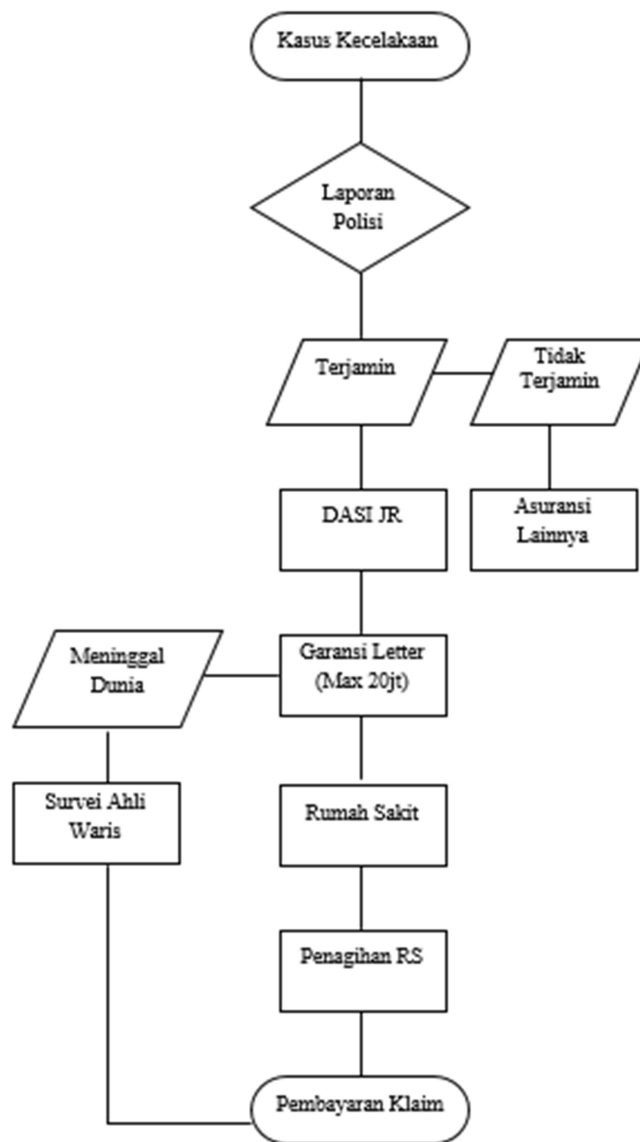 Kasus Kecelakaan
Laporan
Polisi
Terjamin
Tidak
Terjamin
DASI JR
Asuransi
Lainnya
Meninggal
Dunia
Garansi Letter
(Max 20jt)
Survei Ahli
Waris
Rumah Sakit
Penagihan RS
Pembayaran Klaim